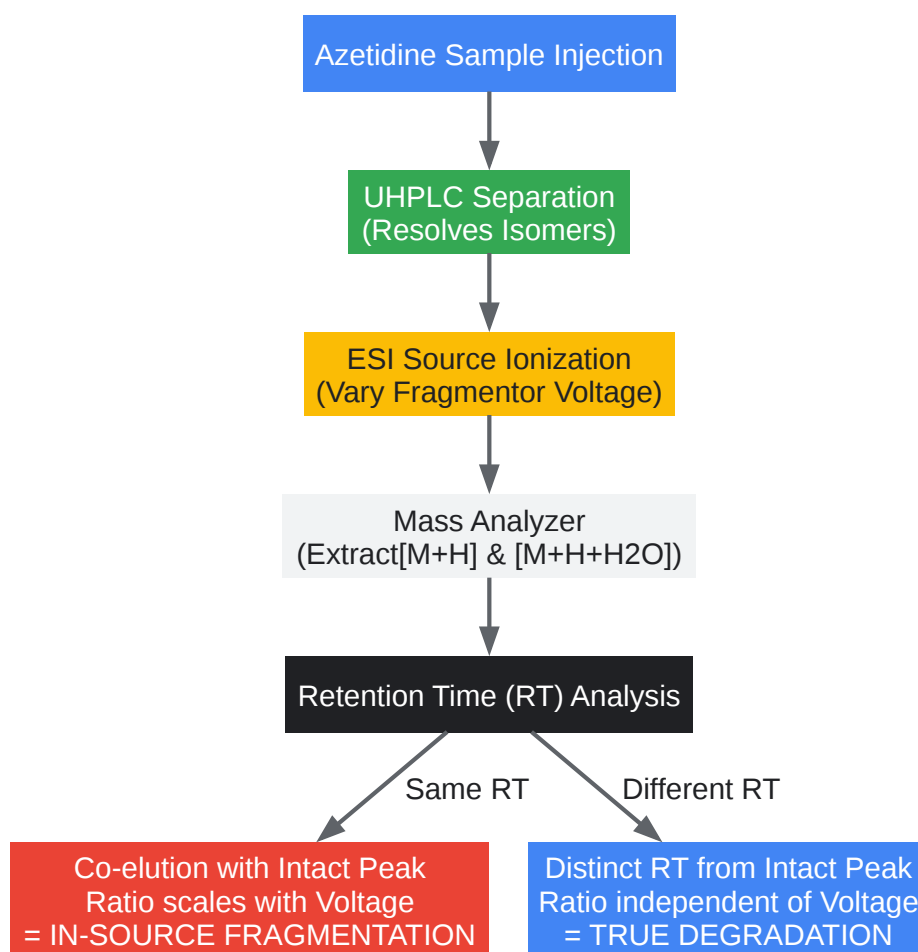 Azetidine Sample Injection
UHPLC Separation
(Resolves Isomers)
ESI Source Ionization
(Vary Fragmentor Voltage)
Mass Analyzer
(Extract[M+H] & [M+H+H2O])
Retention Time (RT) Analysis
Same RT
Different RT
Co-elution with Intact Peak
Ratio scales with Voltage
= IN-SOURCE FRAGMENTATION
Distinct RT from Intact Peak
Ratio independent of Voltage
= TRUE DEGRADATION